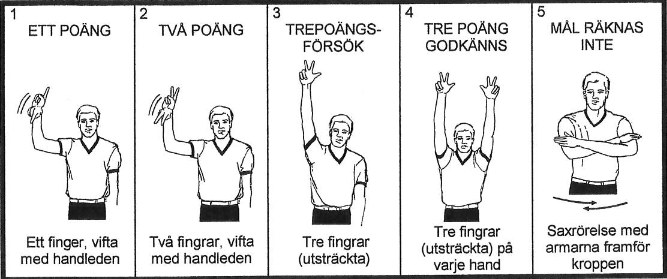 1
ETT POÄNG
Ett finger, vifta
med handleden
2
TVÅ POÄNG
Två fingrar, vifta
med handleden
3
TREPOÄNGS-
FÖRSÖK
Tre fingrar
(utsträckta)
4
TRE POÄNG
GODKÄNNS
Tre fingrar
(utsträckta) på
varje hand
5
MÅL RÄKNAS
INTE
Saxrörelse med
armarna framför
kroppen